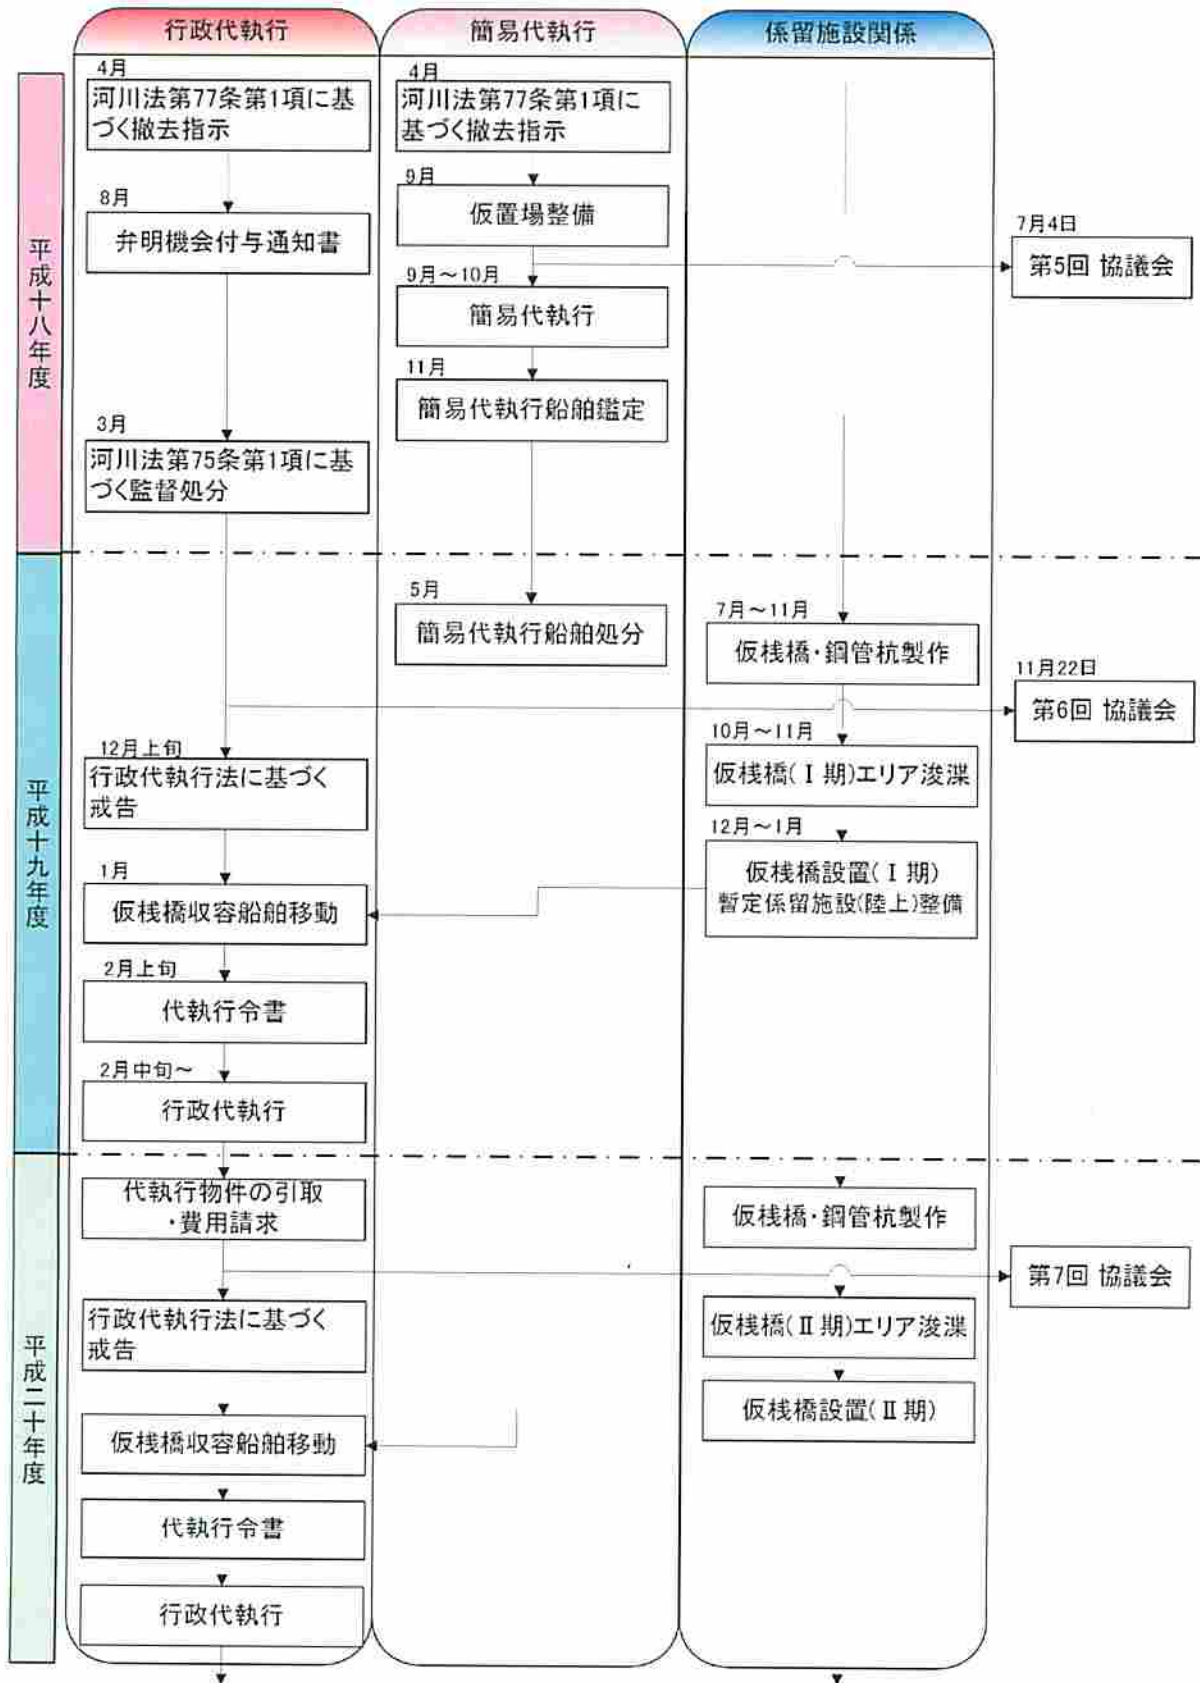 行政代執行
簡易代執行
係留施設関係
平成十八年度
4月
河川法第77条第1項に基
づく撤去指示
8月
弁明機会付与通知書
3月
河川法第75条第1項に基
づく監督処分
4月
河川法第77条第1項に
基づく撤去指示
9月
仮置場整備
9月～10月
簡易代執行
11月
簡易代執行船舶鑑定
7月4日
第5回 協議会
平成十九年度
12月上旬
行政代執行法に基づく
戒告
1月
仮桟橋収容船舶移動
2月上旬
代執行令書
2月中旬～
行政代執行
5月
簡易代執行船舶処分
7月～11月
仮桟橋・鋼管杭製作
10月～11月
仮桟橋(Ⅰ期)エリア浚渫
12月～1月
仮桟橋設置(Ⅰ期)
暫定係留施設(陸上)整備
11月22日
第6回 協議会
平成二十年度
代執行物件の引取
・費用請求
行政代執行法に基づく
戒告
仮桟橋収容船舶移動
代執行令書
行政代執行
仮桟橋・鋼管杭製作
仮桟橋(Ⅱ期)エリア浚渫
仮桟橋設置(Ⅱ期)
第7回 協議会